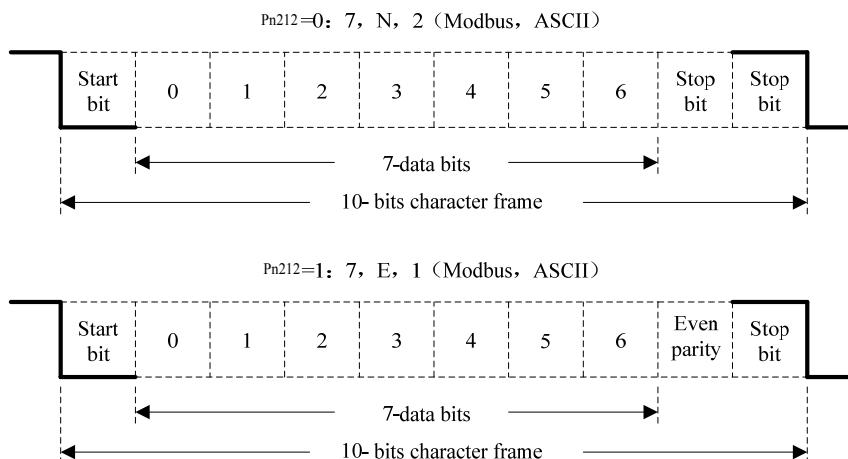 Pn212=0: 7, N, 2 (Modbus, ASCII)
Start bit 0 1 2 3 4 5 6 Stop bit Stop bit
7-data bits
10- bits character frame
Pn212=1: 7, E, 1 (Modbus, ASCII)
Start bit 0 1 2 3 4 5 6 Even parity Stop bit
7-data bits
10- bits character frame